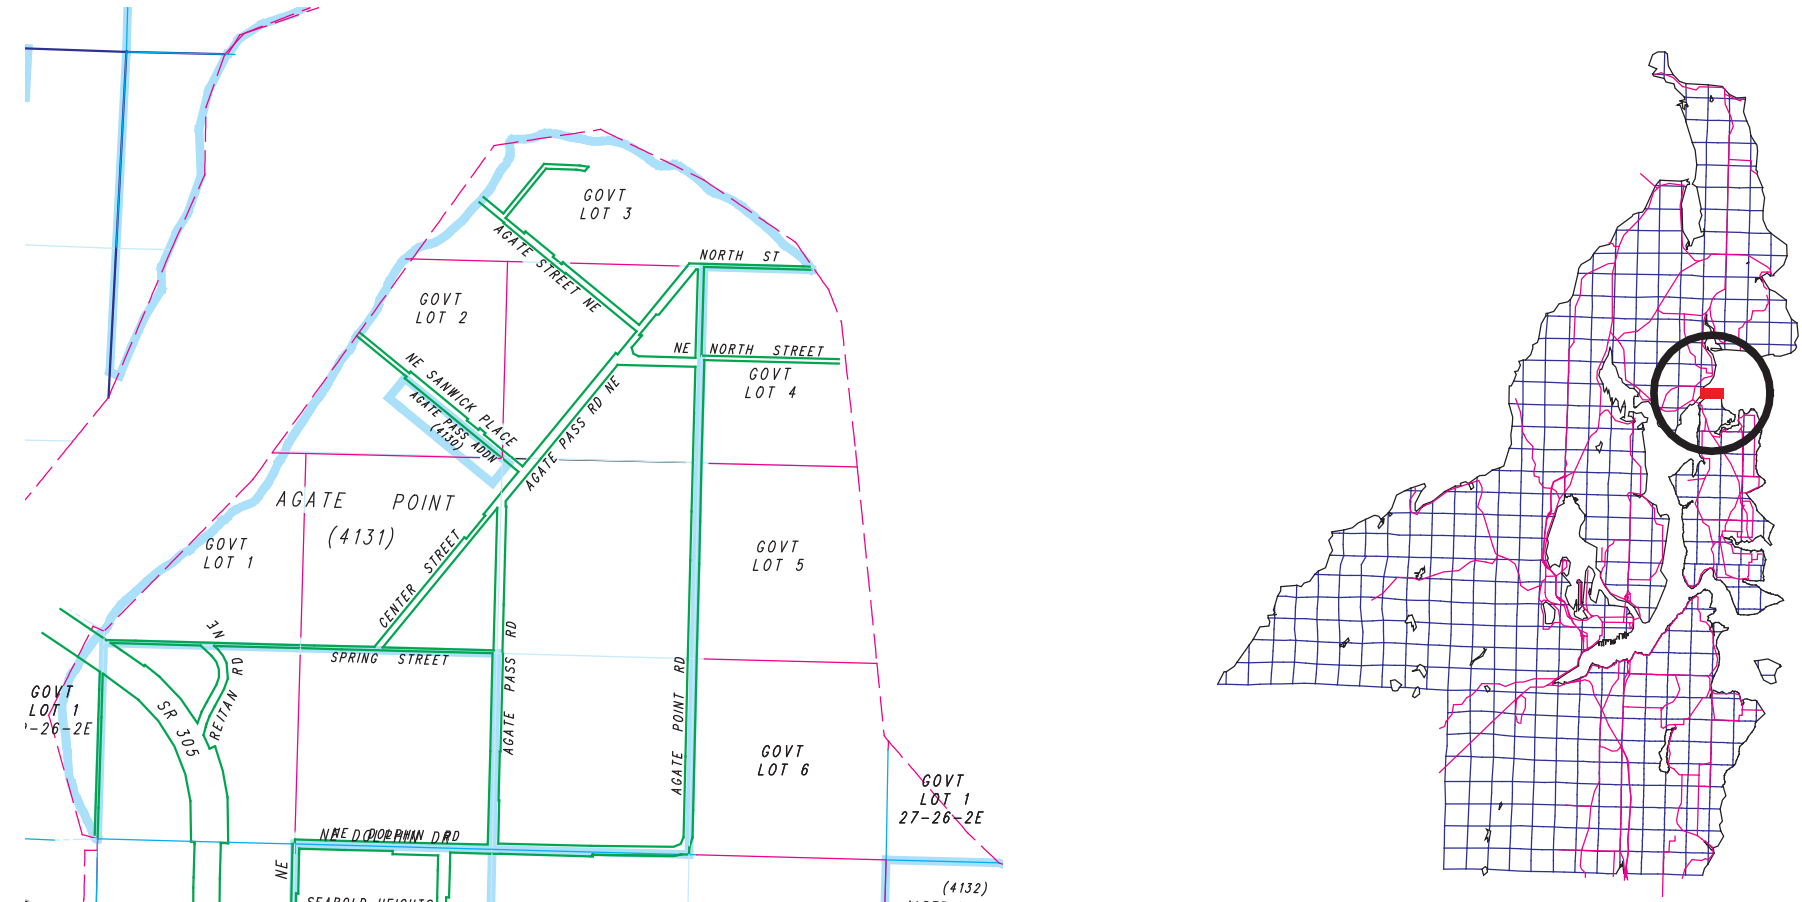 GOVT
LOT 3
AGATE STREET NE
NORTH ST
GOVT
LOT 2
NE NORTH STREET
NE SANWICK PLACE
GOVT
LOT 4
AGATE PASS ADDN
(4130)
AGATE PASS RD NE
AGATE POINT
(4131)
GOVT
LOT 1
CENTER STREET
GOVT
LOT 5
NE
SPRING STREET
REITAN RD
AGATE PASS RD
AGATE POINT RD
GOVT
LOT 1
-26-2E
SR 305
GOVT
LOT 6
GOVT
LOT 1
27-26-2E
NE DOLPHIN DR
NE DOLPHIN RD
NE
(4132)